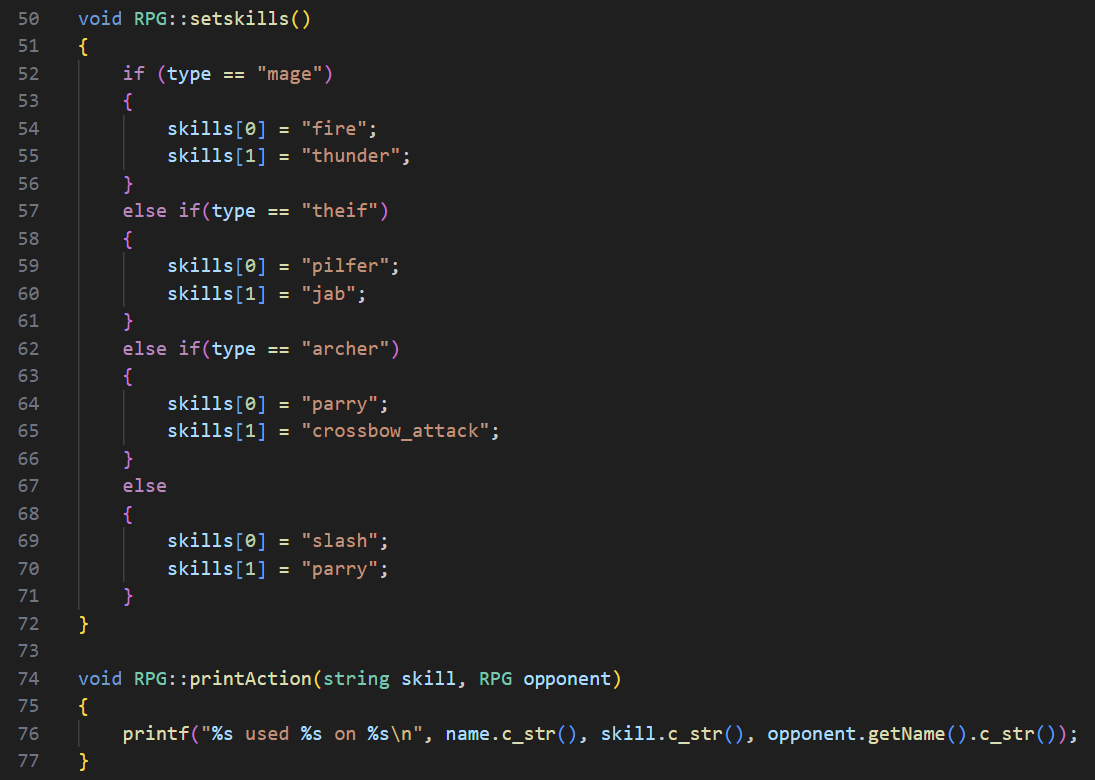 50 void RPG::setskills()
51 {
52     if (type == "mage")
53     {
54         skills[0] = "fire";
55         skills[1] = "thunder";
56     }
57     else if(type == "theif")
58     {
59         skills[0] = "pilfer";
60         skills[1] = "jab";
61     }
62     else if(type == "archer")
63     {
64         skills[0] = "parry";
65         skills[1] = "crossbow_attack";
66     }
67     else
68     {
69         skills[0] = "slash";
70         skills[1] = "parry";
71     }
72 }
73
74 void RPG::printAction(string skill, RPG opponent)
75 {
76     printf("%s used %s on %s\n", name.c_str(), skill.c_str(), opponent.getName().c_str());
77 }